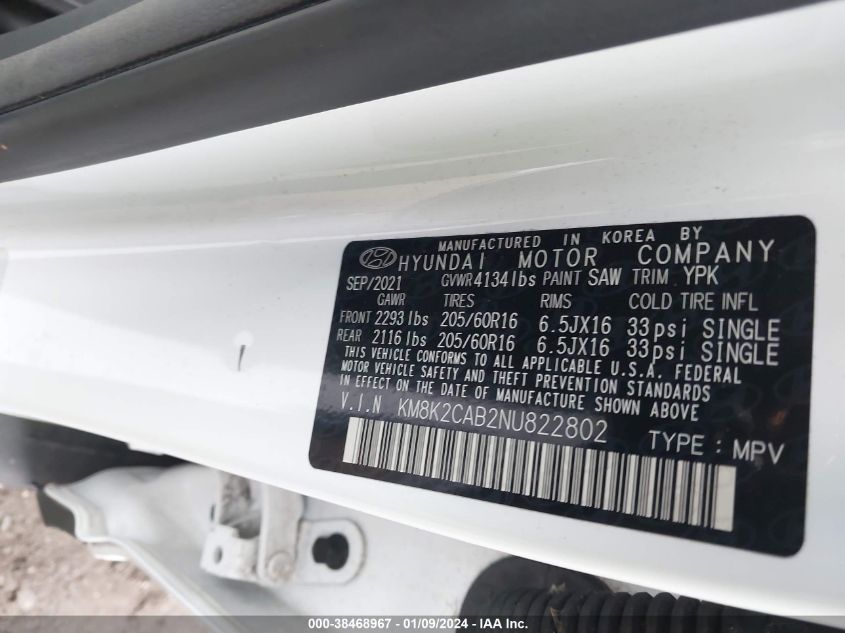 MANUFACTURED IN KOREA BY
HYUNDAI MOTOR COMPANY
SEP/2021 GVWR 4134 lbs PAINT SAW TRIM YPK
GAWR TIRES RIMS COLD TIRE INFL
FRONT 2293 lbs 205/60R16 6.5JX16 33psi SINGLE
REAR 2116 lbs 205/60R16 6.5JX16 33psi SINGLE
THIS VEHICLE CONFORMS TO ALL APPLICABLE U.S.A. FEDERAL
MOTOR VEHICLE SAFETY AND THEFT PREVENTION STANDARDS
IN EFFECT ON THE DATE OF MANUFACTURE SHOWN ABOVE.
V.I.N KM8K2CAB2NU822802
TYPE : MPV
000-38468967 - 01/09/2024 - IAA Inc.